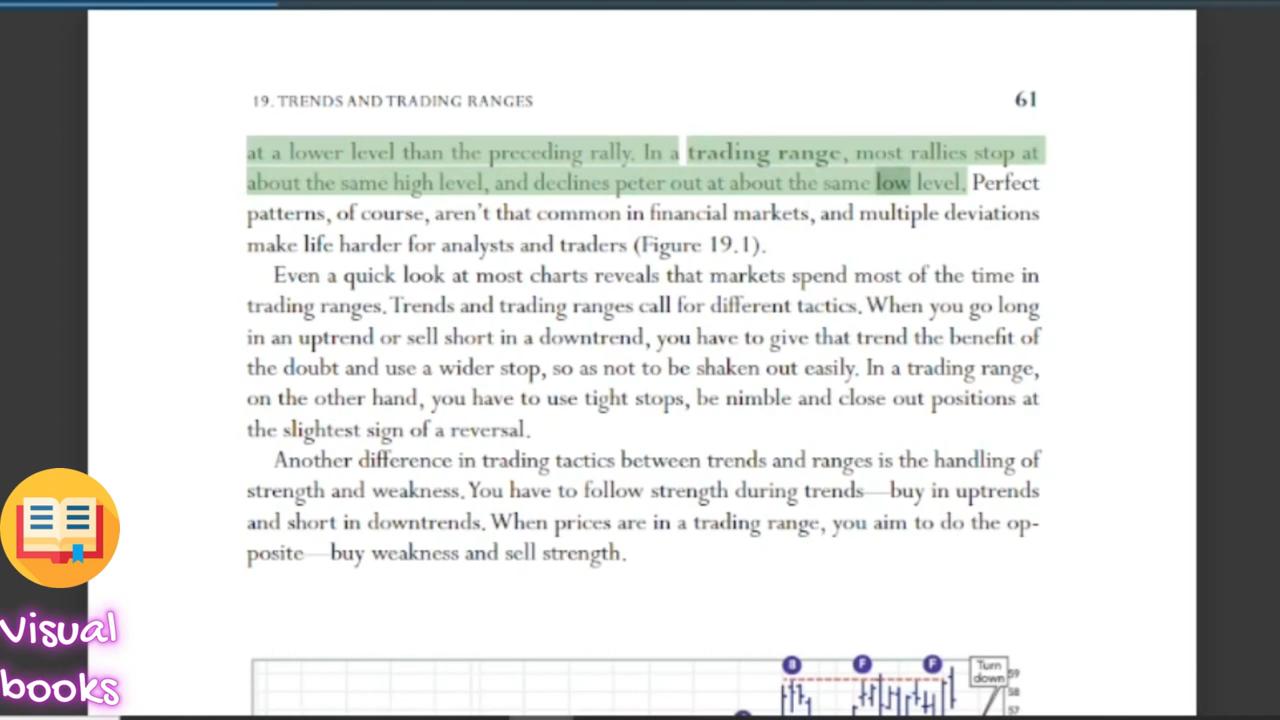 19. TRENDS AND TRADING RANGES 61
at a lower level than the preceding rally. In a trading range, most rallies stop at
about the same high level, and declines peter out at about the same low level. Perfect
patterns, of course, aren't that common in financial markets, and multiple deviations
make life harder for analysts and traders (Figure 19.1).
Even a quick look at most charts reveals that markets spend most of the time in
trading ranges. Trends and trading ranges call for different tactics. When you go long
in an uptrend or sell short in a downtrend, you have to give that trend the benefit of
the doubt and use a wider stop, so as not to be shaken out easily. In a trading range,
on the other hand, you have to use tight stops, be nimble and close out positions at
the slightest sign of a reversal.
Another difference in trading tactics between trends and ranges is the handling of
strength and weakness. You have to follow strength during trends—buy in uptrends
and short in downtrends. When prices are in a trading range, you aim to do the op-
posite—buy weakness and sell strength.
Visual
books
B F F
Turn
down
59
58
57